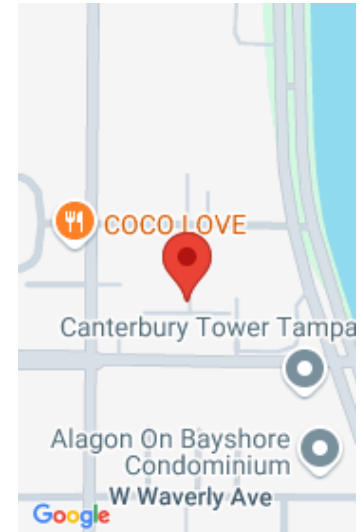 COCO LOVE
Canterbury Tower Tampa
Alagon On Bayshore
Condominium
W Waverly Ave
Google